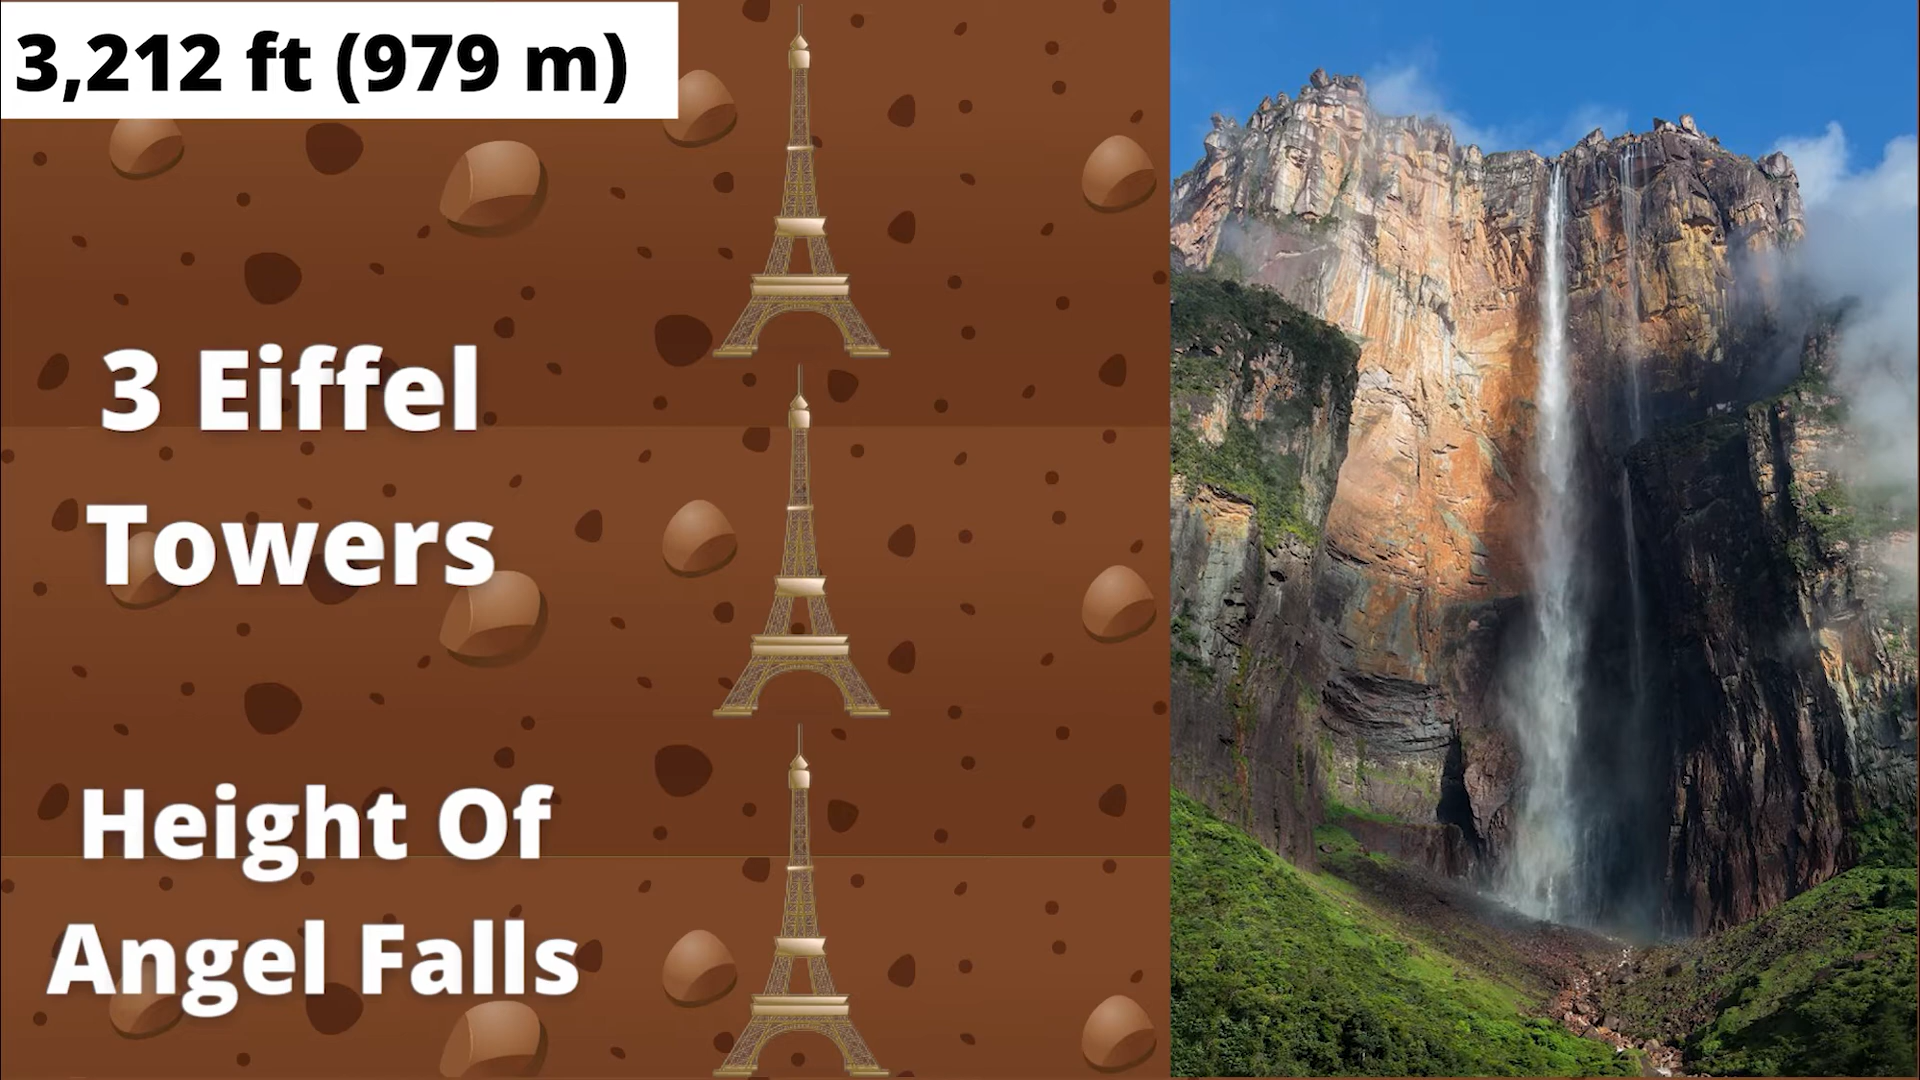 3,212 ft (979 m)
3 Eiffel
Towers
Height Of
Angel Falls